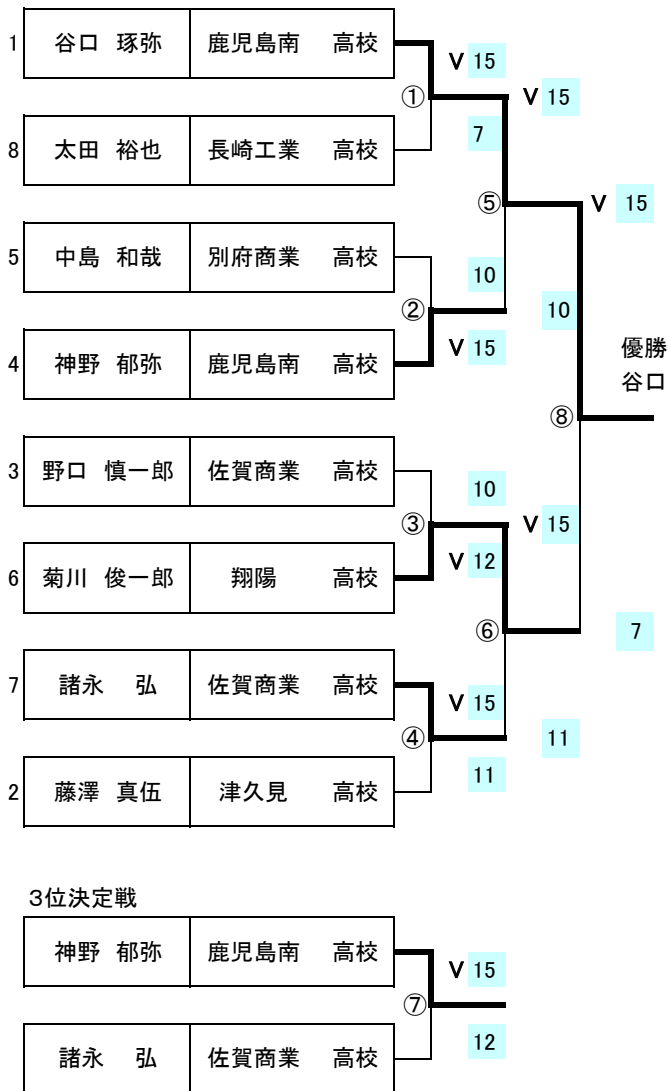 1 谷口 琢弥 鹿児島南 高校
V 15
① V 15
7
8 太田 裕也 長崎工業 高校
⑤ V 15
5 中島 和哉 別府商業 高校
10
② 10
V 15
4 神野 郁弥 鹿児島南 高校
優勝
谷口
⑧
3 野口 慎一郎 佐賀商業 高校
10
③ V 15
V 12
6 菊川 俊一郎 翔陽 高校
⑥ 7
7 諸永 弘 佐賀商業 高校
V 15
④ 11
11
2 藤澤 真伍 津久見 高校
3位決定戦
神野 郁弥 鹿児島南 高校
V 15
⑦
12
諸永 弘 佐賀商業 高校